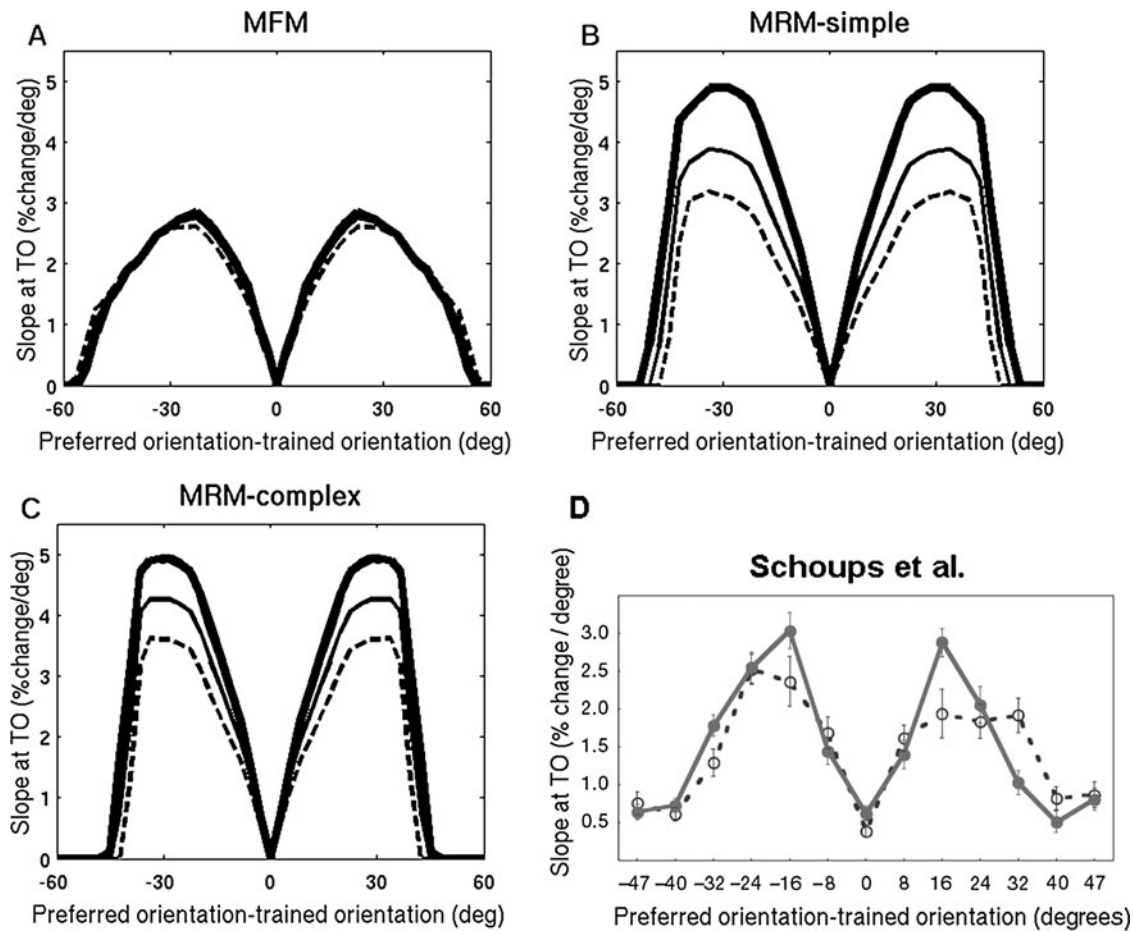 A
MFM
Slope at TO (%change/deg)
5
4
3
2
1
0
-60 -30 0 30 60
Preferred orientation-trained orientation (deg)
B
MRM-simple
Slope at TO (%change/deg)
5
4
3
2
1
0
-60 -30 0 30 60
Preferred orientation-trained orientation (deg)
C
MRM-complex
Slope at TO (%change/deg)
5
4
3
2
1
0
-60 -30 0 30 60
Preferred orientation-trained orientation (deg)
D
Schoups et al.
Slope at TO (% change / degree)
3.0
2.5
2.0
1.5
1.0
0.5
−47 −40 −32 −24 −16 −8 0 8 16 24 32 40 47
Preferred orientation-trained orientation (degrees)